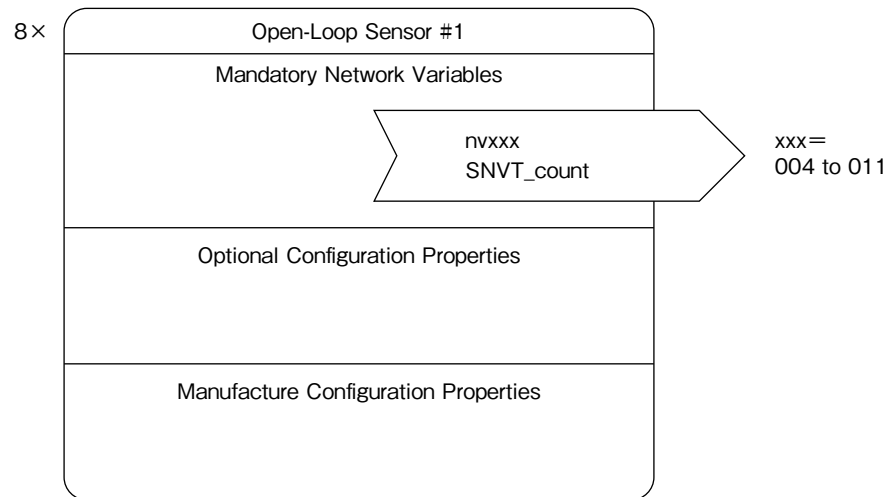 8×
Open-Loop Sensor #1
Mandatory Network Variables
nvxxx
SNVT_count
xxx=
004 to 011
Optional Configuration Properties
Manufacture Configuration Properties